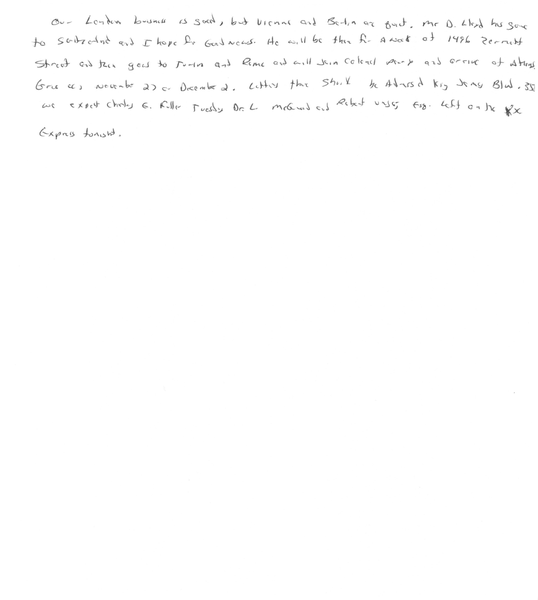 Our London business is good, but Vienna and Berlin are quiet. Mr D. Lloyd has gone
to Switzerland and I hope for Good news. He will be there for A week at 1496 Zermott
Street and then goes to Turin and Rome and will Join Colonel Parry and arrive at Athens,
Greece November 27 or December 2. Letters there Should be Adressed King James Blvd. 3580
we expect Charles E. Fuller Tuesday Dr. L. McQuaid and Robert Unger, Esq. Left on the
Express tonight.